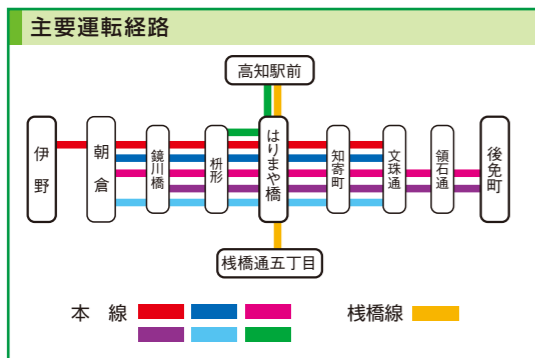 主要運転経路
高知駅前
伊野
朝倉
鏡川橋
枡形
はりまや橋
知寄町
文珠通
領石通
後免町
桟橋通五丁目
本線
桟橋線